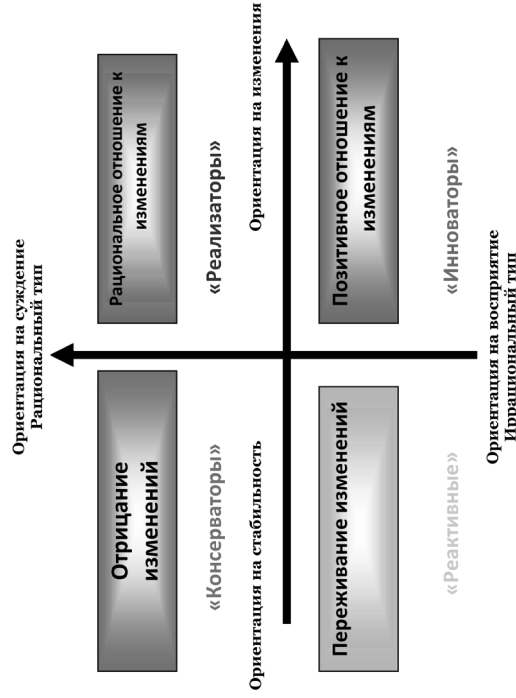 Ориентация на суждение
Рациональный тип
Отрицание
изменений
«Консерваторы»
Рациональное отношение к
изменениям
«Реализаторы»
Ориентация на стабильность
Ориентация на изменения
Переживание изменений
«Реактивные»
Позитивное отношение к
изменениям
«Инноваторы»
Ориентация на восприятие
Иррациональный тип